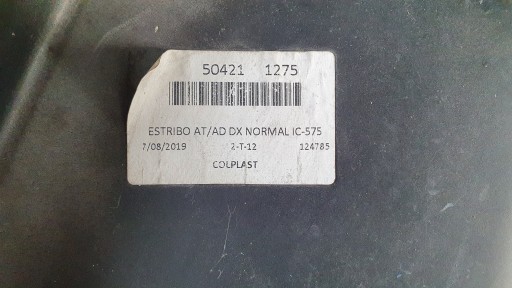 50421 1275
ESTRIBO AT/AD DX NORMAL IC-575
7/08/2019 2-T-12 124785
COLPLAST